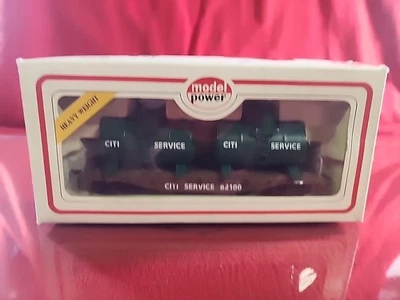 model
power
HEAVY WEIGHT
CITI SERVICE CITI SERVICE
CITI SERVICE 62100